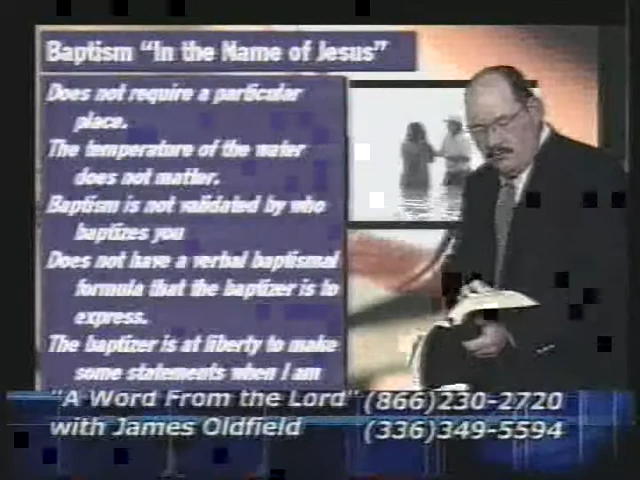 Baptism "In the Name of Jesus"
Does not require a particular
place.
The temperature of the water
does not matter.
Baptism is not validated by who
baptizes you
Does not have a verbal baptismal
formula that the baptizer is to
express.
The baptizer is at liberty to make
some statements when I am
"A Word From the Lord" (866)230-2720
with James Oldfield (336)349-5594